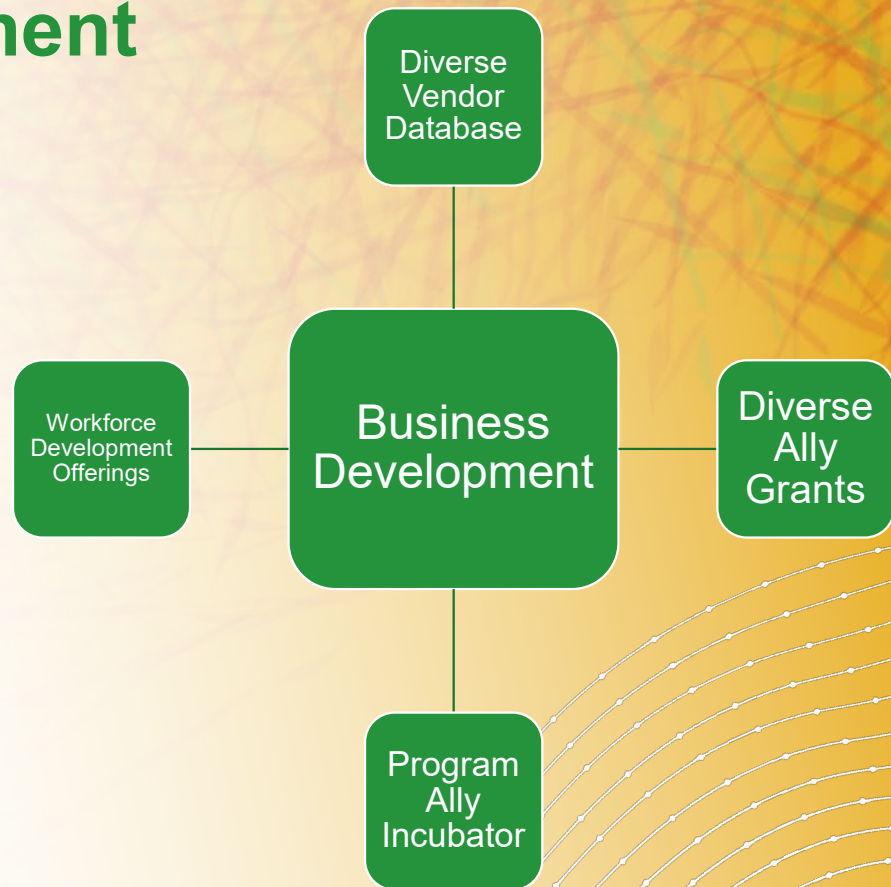 ment
Diverse
Vendor
Database
Workforce
Development
Offerings
Business
Development
Diverse
Ally
Grants
Program
Ally
Incubator